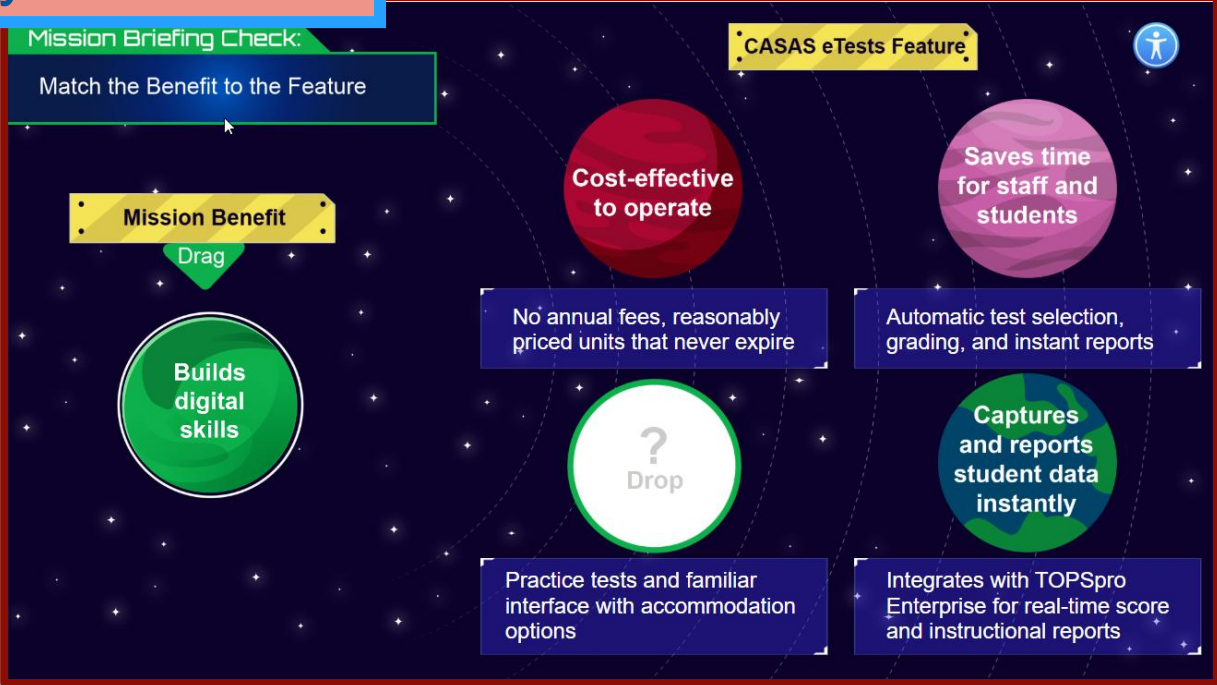 Mission Briefing Check:
Match the Benefit to the Feature
Mission Benefit
Drag
Builds
digital
skills
CASAS eTests Feature
Cost-effective
to operate
No annual fees, reasonably
priced units that never expire
Saves time
for staff and
students
Automatic test selection,
grading, and instant reports
?
Drop
Practice tests and familiar
interface with accommodation
options
Captures
and reports
student data
instantly
Integrates with TOPSpro
Enterprise for real-time score
and instructional reports